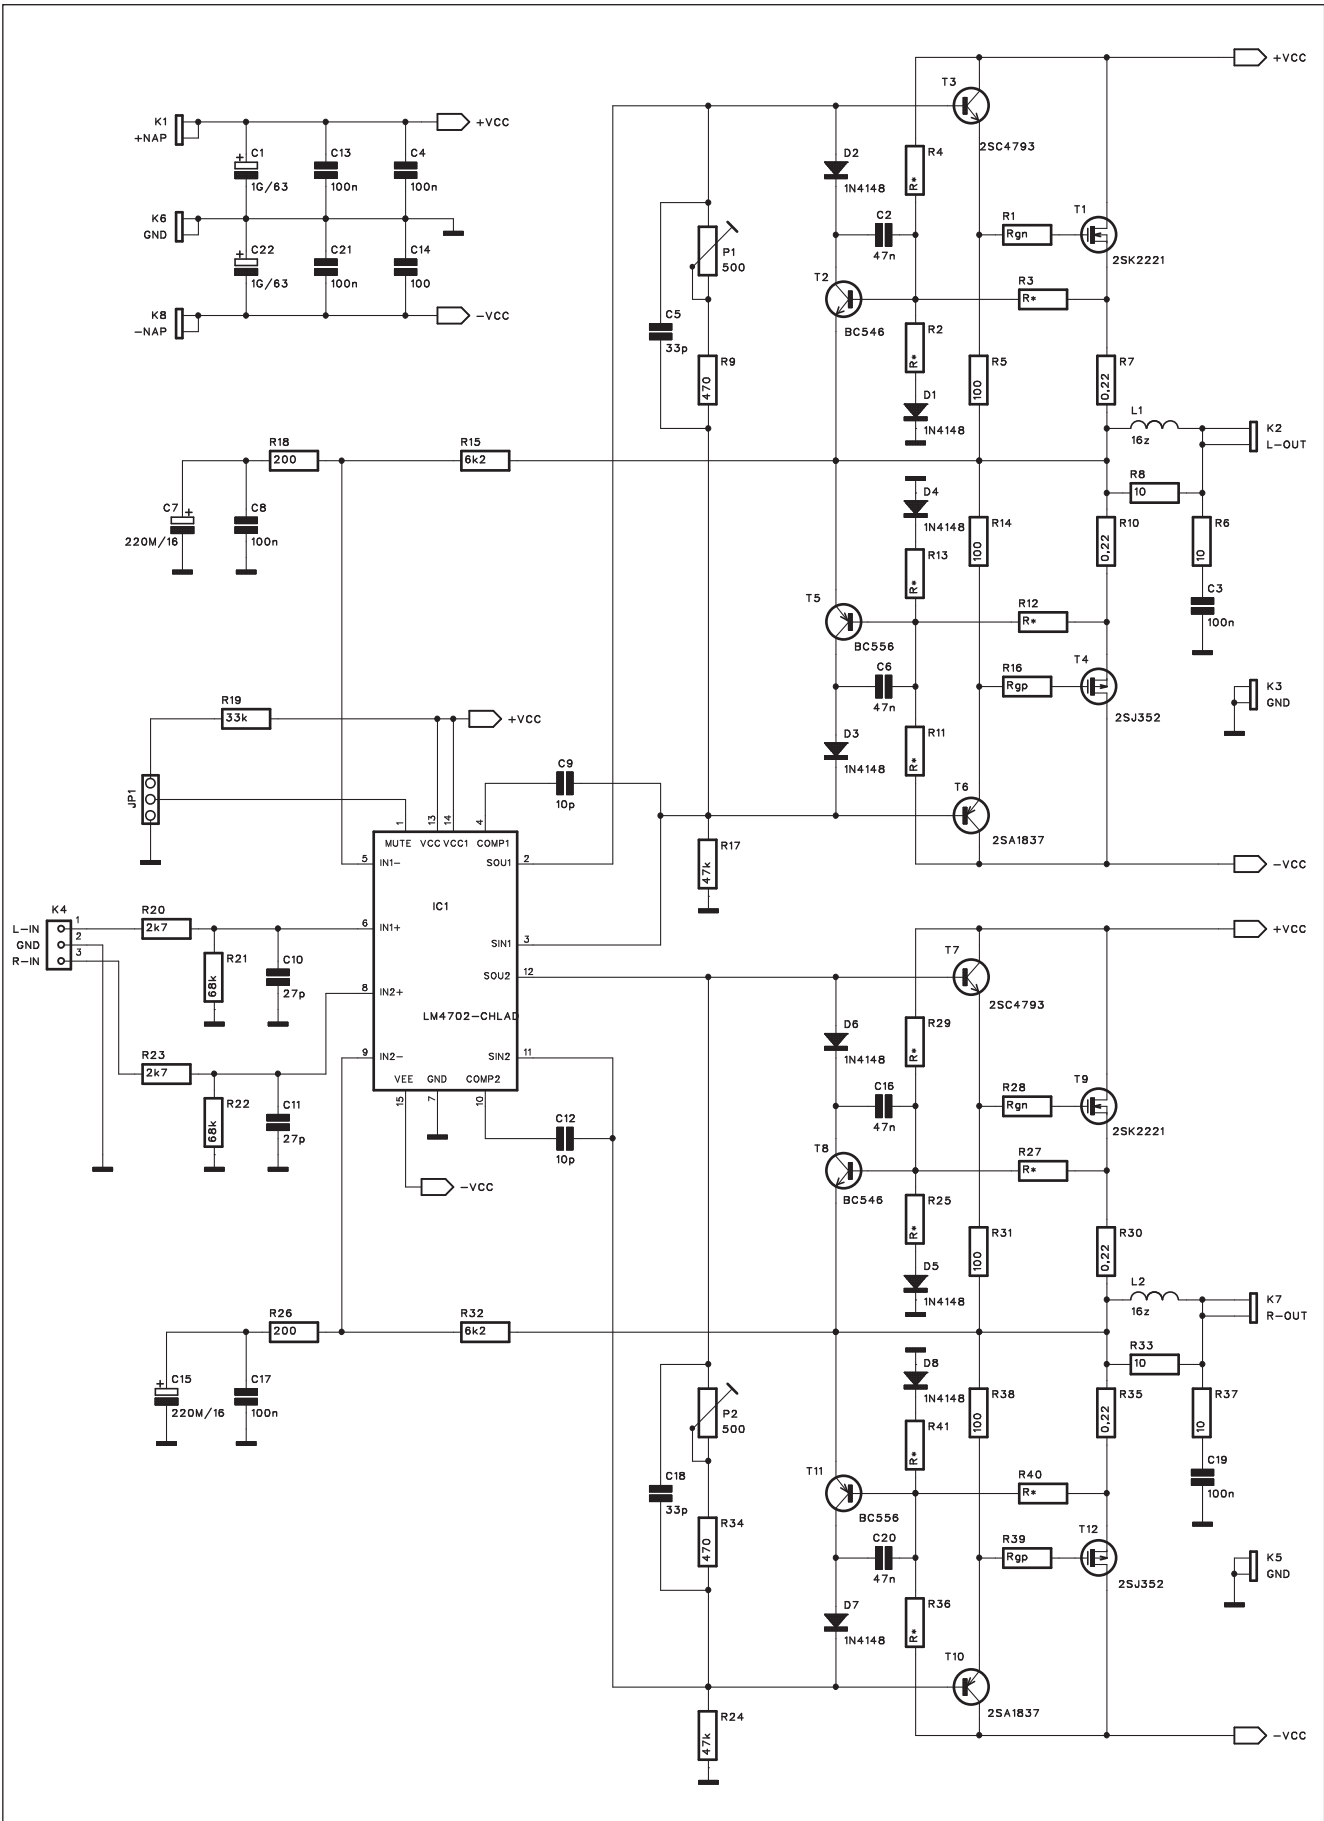 +VCC
T3
K1
+NAP
+VCC
C1
C13
C4
2SC4793
1G/63
100n
100n
D2
1N4148
R4
R*
K6
GND
C2
47n
R1
Rgn
T1
2SK2221
C22
C21
C14
1G/63
100n
100
P1
500
T2
BC546
R3
R*
K8
-NAP
-VCC
C5
33p
R2
R*
R9
470
R5
100
R7
0,22
D1
1N4148
L1
16z
K2
L-OUT
R18
200
R15
6k2
R8
10
D4
1N4148
C7
220M/16
C8
100n
R14
100
R10
0,22
R6
10
R13
R*
T5
BC556
R12
R*
C3
100n
C6
47n
R16
Rgp
T4
2SJ352
K3
GND
R19
33k
+VCC
R11
R*
D3
1N4148
C9
10p
JP1
T6
2SA1837
1
13
14
4
MUTE
VCC
VCC1
COMP1
R17
47k
5
IN1-
SOU1
2
-VCC
IC1
K4
L-IN
GND
R-IN
1
2
3
R20
2k7
6
IN1+
SIN1
3
+VCC
R21
68k
C10
27p
SOU2
12
T7
2SC4793
8
IN2+
LM4702-CHLAD
D6
1N4148
R29
R*
R23
2k7
9
IN2-
SIN2
11
VEE
GND
COMP2
15
7
10
R22
68k
C11
27p
C16
47n
R28
Rgn
T9
2SK2221
C12
10p
T8
BC546
R27
R*
-VCC
R25
R*
R31
100
R30
0,22
D5
1N4148
L2
16z
K7
R-OUT
R26
200
R32
6k2
R33
10
C15
220M/16
C17
100n
D8
1N4148
R38
100
R35
0,22
R37
10
P2
500
R41
R*
C18
33p
T11
BC556
R40
R*
C19
100n
R34
470
C20
47n
R39
Rgp
T12
2SJ352
K5
GND
D7
1N4148
R36
R*
T10
2SA1837
R24
47k
-VCC